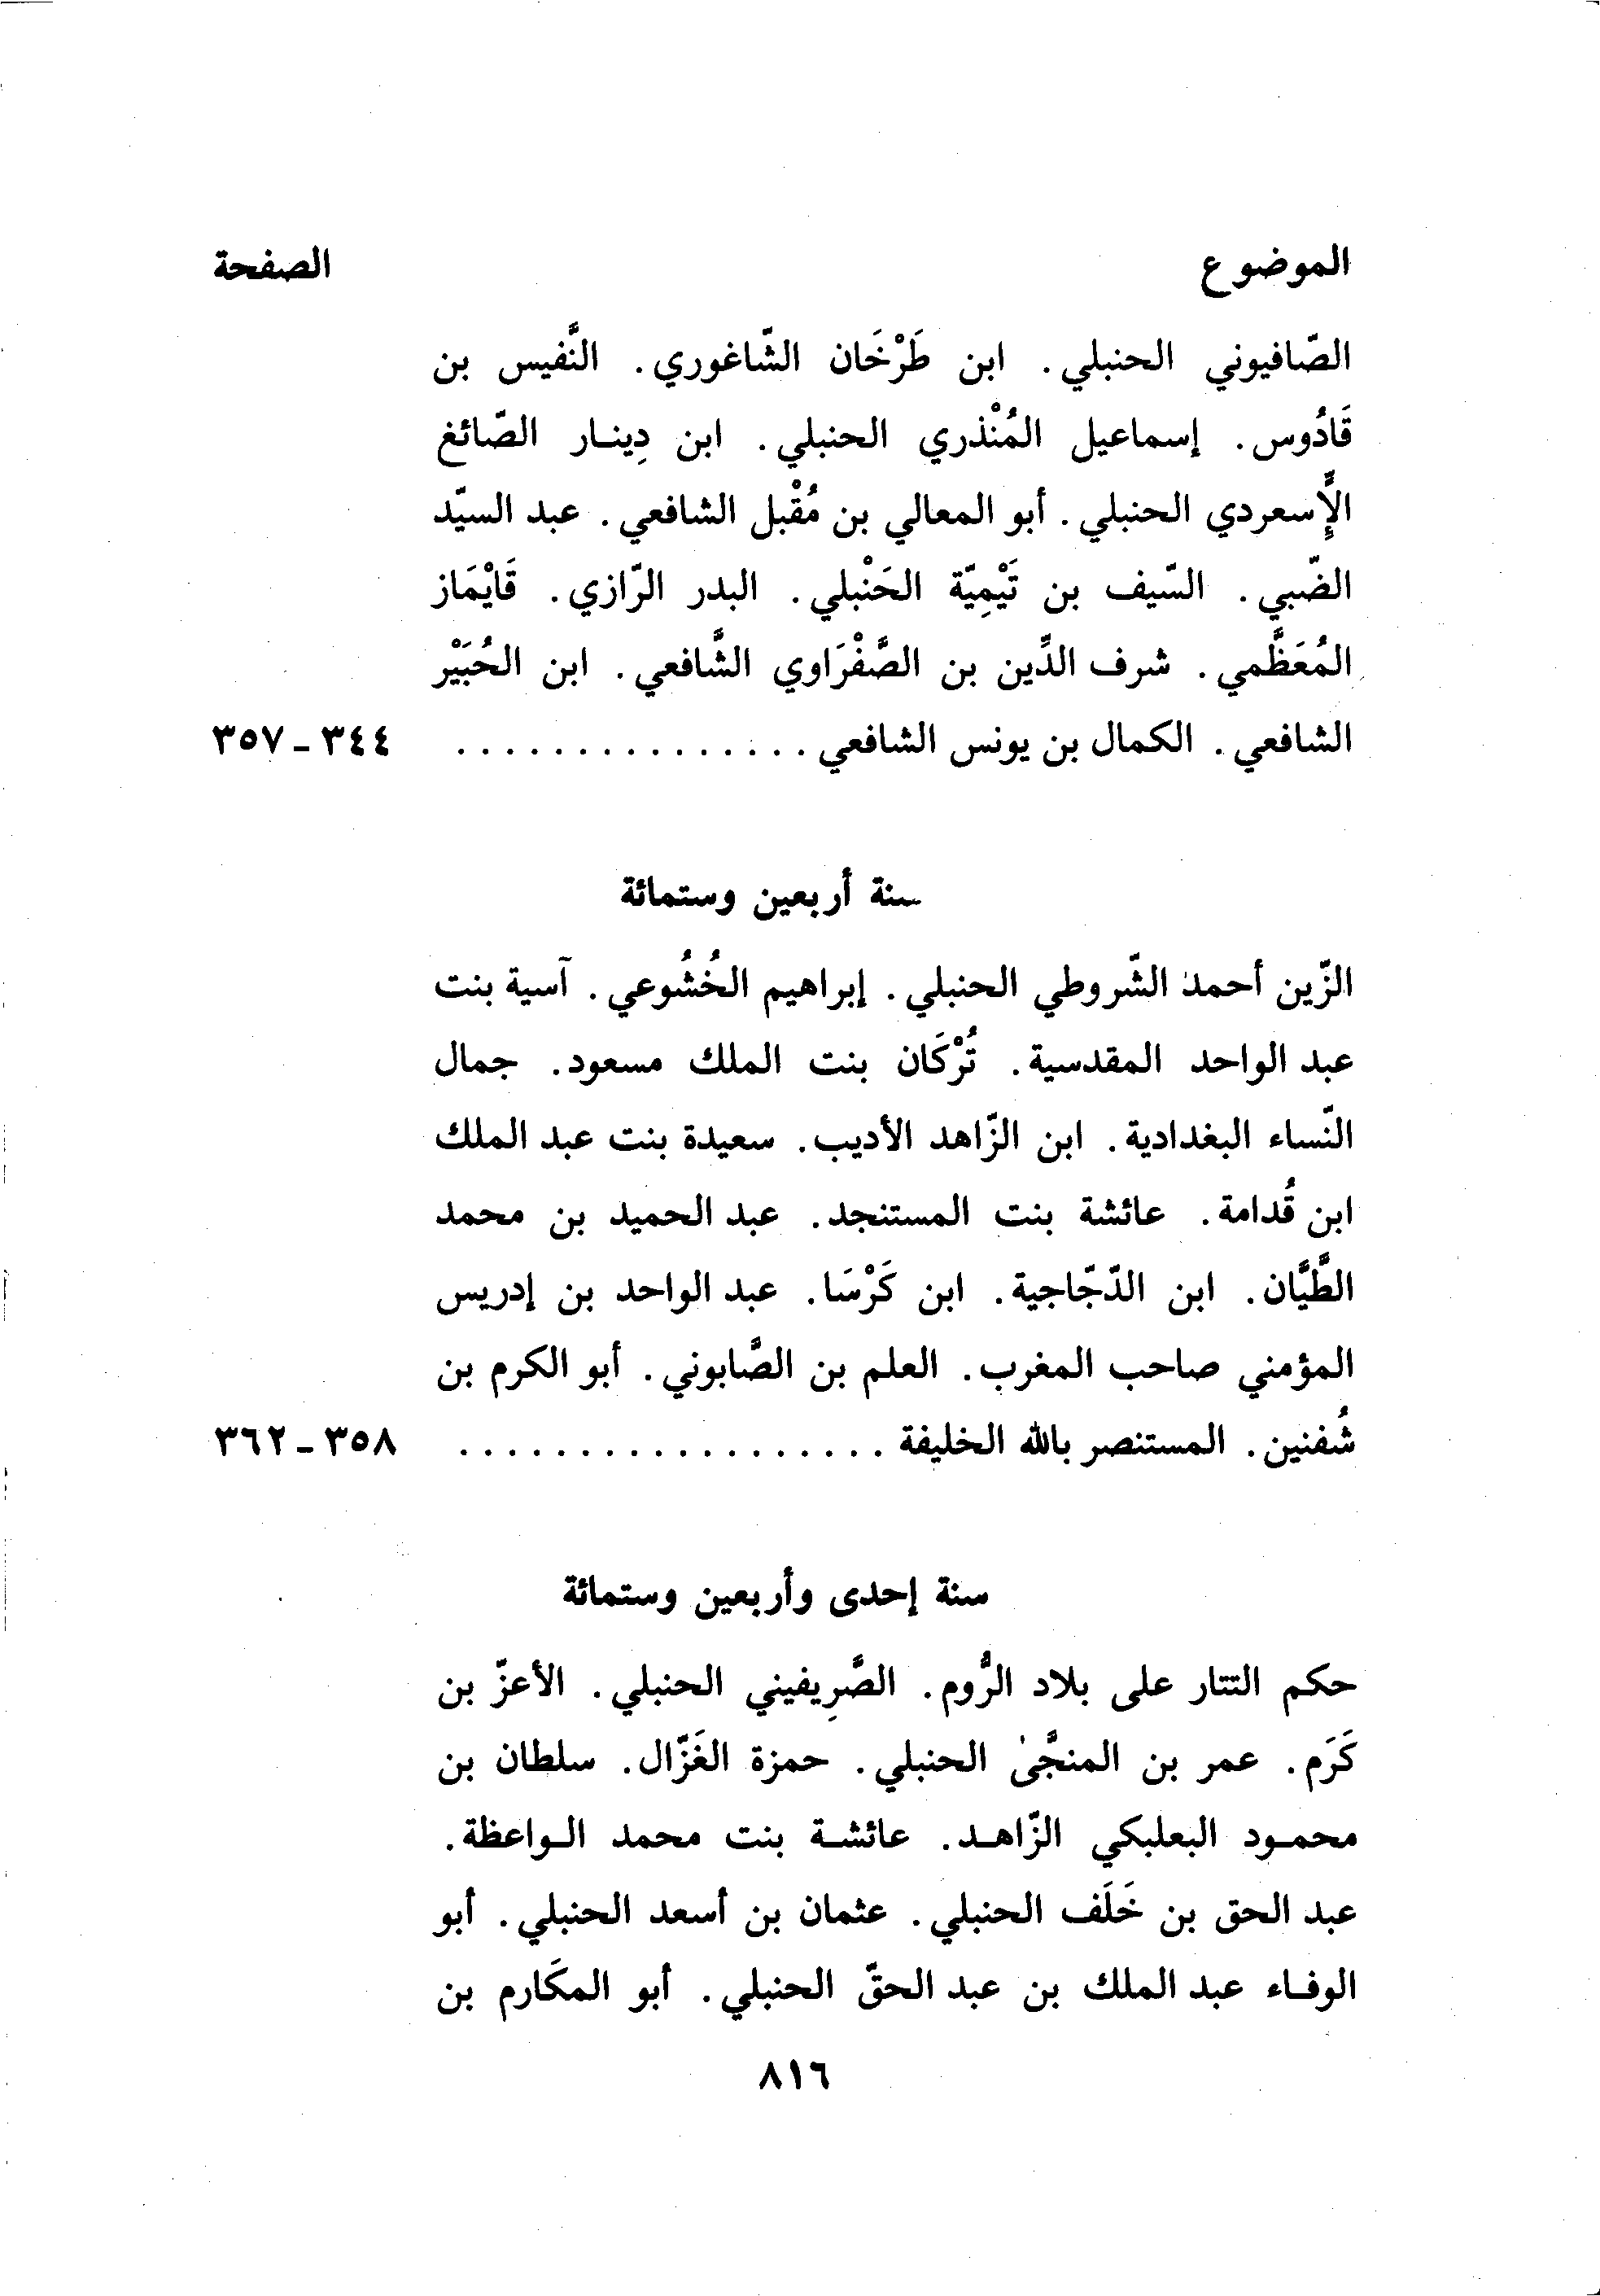 الموضوع الصفحة
الصّافيوني الحنبلي. ابن طَرْخَان الشّاغوري. النَّفيس بن
قَادُوس. إسماعيل المُنْذري الحنبلي. ابن دِينـار الصّائغ
الإِسعردي الحنبلي. أبو المعالي بن مُقْبل الشافعي. عبد السيّد
الضّبي. السّيف بن تَيْمِيّة الحَنْبلي. البدر الرّازي. قَايْمَاز
المُعَظَّمي. شرف الدِّين بن الصَّفْرَاوي الشَّافعي. ابن الحُبَيْر
الشافعي. الكمال بن يونس الشافعي . . . . . . . . . . . . . . . ٣٤٤ - ٣٥٧
سنة أربعين وستمائة
الزّين أحمد الشّروطي الحنبلي. إبراهيم الخُشُوعي. آسية بنت
عبد الواحد المقدسية. تُرْكَان بنت الملك مسعود. جمال
النّساء البغدادية. ابن الزّاهد الأديب. سعيدة بنت عبد الملك
ابن قُدامة. عائشة بنت المستنجد. عبد الحميد بن محمد
الطَّيَّان. ابن الدّجّاجية. ابن كَرْسَا. عبد الواحد بن إدريس
المؤمني صاحب المغرب. العلم بن الصَّابوني. أبو الكرم بن
شُفنين. المستنصر بالله الخليفة . . . . . . . . . . . . . . . . . . ٣٥٨ - ٣٦٢
سنة إحدى وأربعين وستمائة
حكم التتار على بلاد الرُّوم. الصَّرِيفيني الحنبلي. الأعزّ بن
كَرَم. عمر بن المنجَّىٰ الحنبلي. حمزة الغَزّال. سلطان بن
محمـود البعلبكي الزّاهـد. عائشـة بنت محمد الـواعظة.
عبد الحق بن خَلَف الحنبلي. عثمان بن أسعد الحنبلي. أبو
الوفـاء عبد الملك بن عبد الحقّ الحنبلي. أبو المكَارم بن
٨١٦